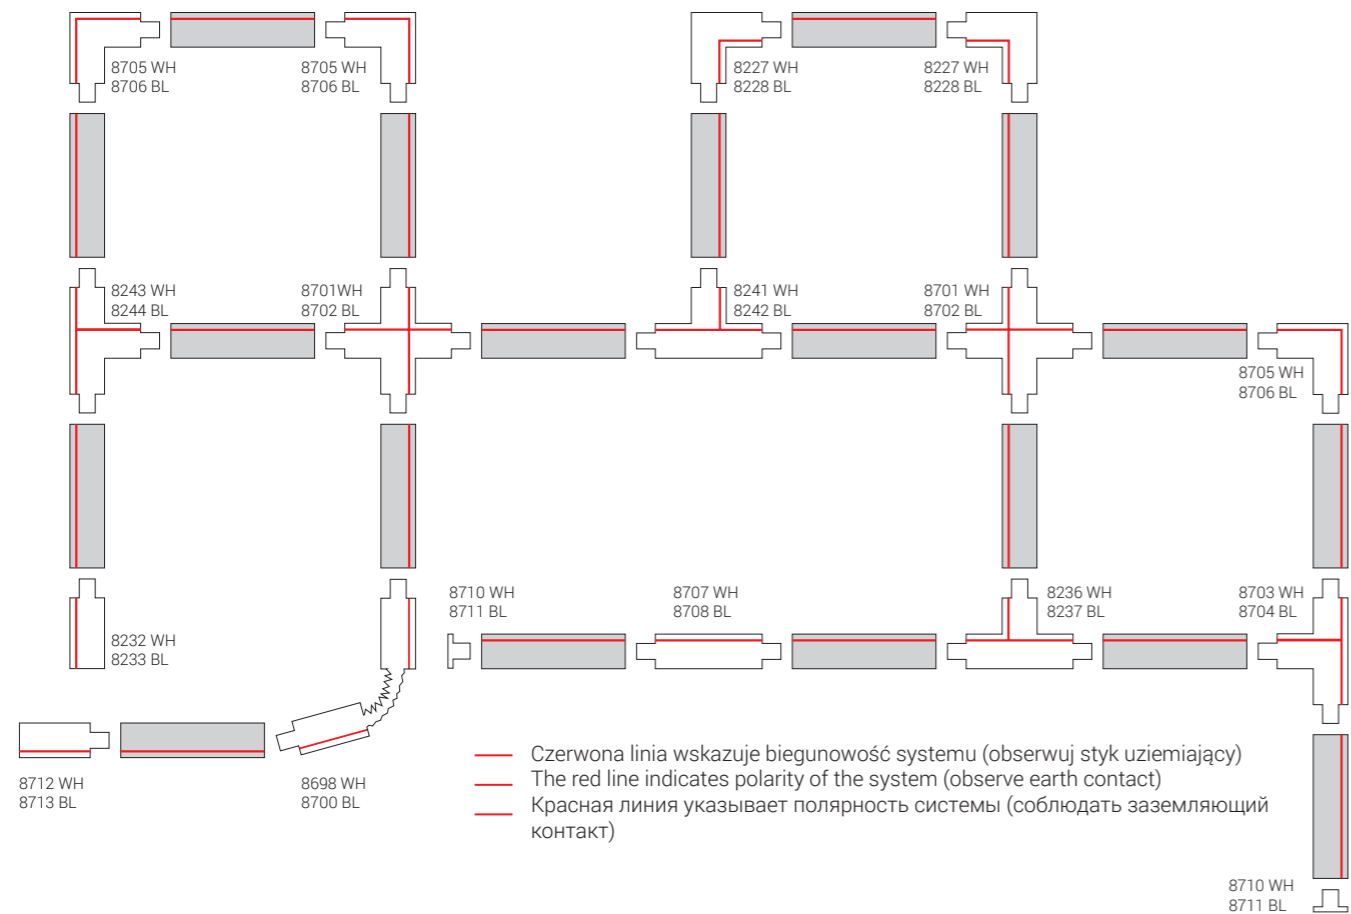 8705 WH
8706 BL
8705 WH
8706 BL
8227 WH
8228 BL
8227 WH
8228 BL
8243 WH
8244 BL
8701WH
8702 BL
8241 WH
8242 BL
8701 WH
8702 BL
8705 WH
8706 BL
8232 WH
8233 BL
8710 WH
8711 BL
8707 WH
8708 BL
8236 WH
8237 BL
8703 WH
8704 BL
8712 WH
8713 BL
8698 WH
8700 BL
Czerwona linia wskazuje biegunowość systemu (obserwuj styk uziemiający)
The red line indicates polarity of the system (observe earth contact)
Красная линия указывает полярность системы (соблюдать заземляющий
контакт)
8710 WH
8711 BL